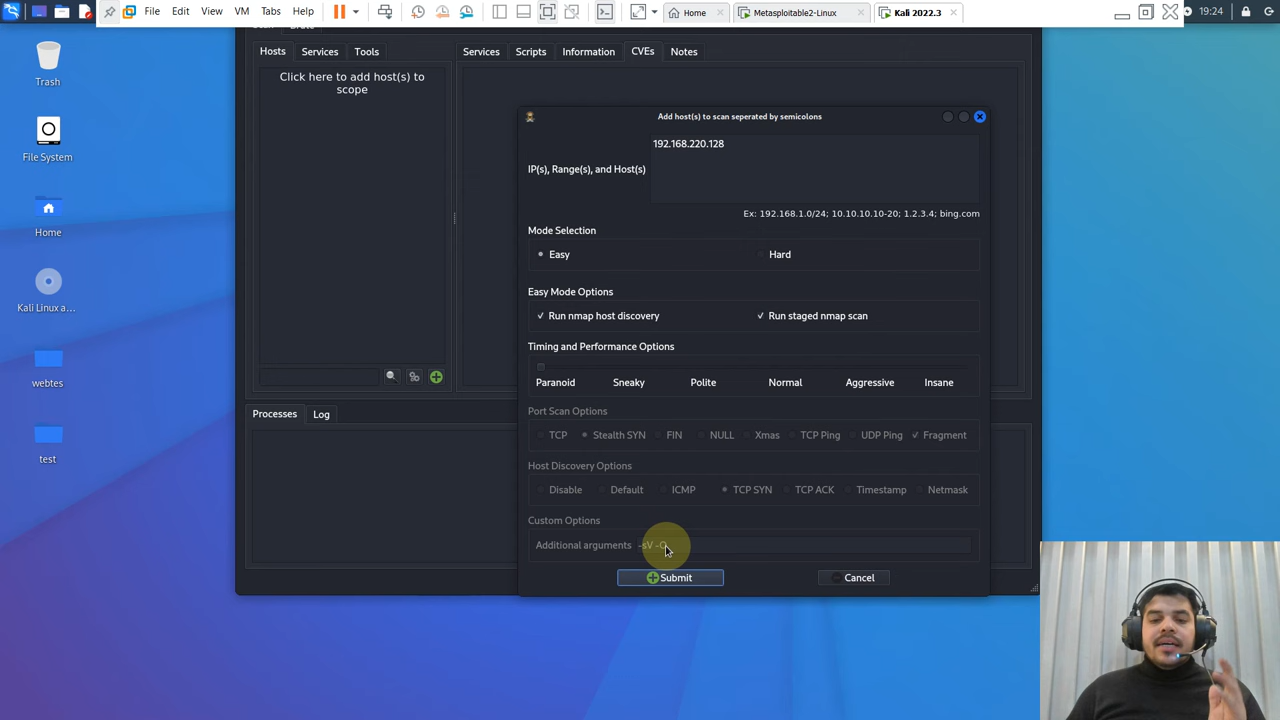 File Edit View VM Tabs Help
Home
Metasploitable2-Linux
Kali 2022.3
19:24
Trash
File System
Home
Kali Linux a...
webtes
test
Hosts Services Tools
Services Scripts Information CVEs Notes
Click here to add host(s) to
scope
Processes Log
Add host(s) to scan seperated by semicolons
IP(s), Range(s), and Host(s)
192.168.220.128
Ex: 192.168.1.0/24; 10.10.10.10-20; 1.2.3.4; bing.com
Mode Selection
Easy Hard
Easy Mode Options
Run nmap host discovery Run staged nmap scan
Timing and Performance Options
Paranoid Sneaky Polite Normal Aggressive Insane
Port Scan Options
TCP Stealth SYN FIN NULL Xmas TCP Ping UDP Ping Fragment
Host Discovery Options
Disable Default ICMP TCP SYN TCP ACK Timestamp Netmask
Custom Options
Additional arguments -sV -O
Submit Cancel